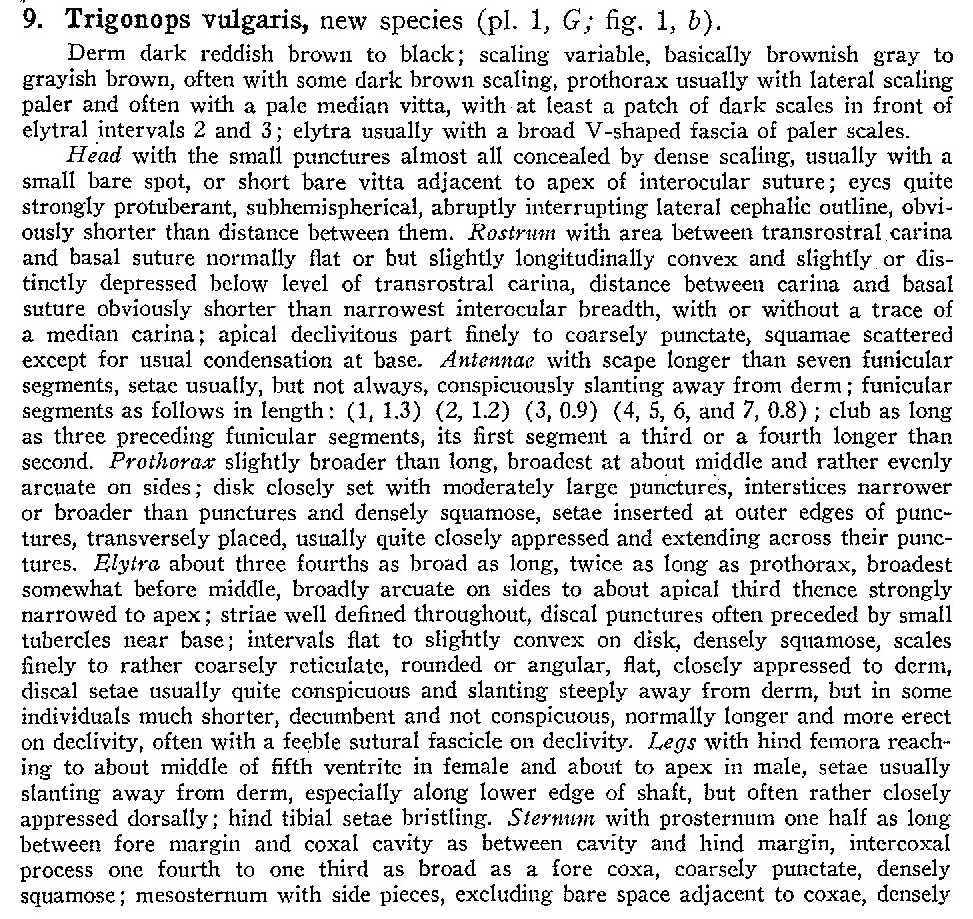 9. Trigonops vulgaris, new species (pl. 1, G; fig. 1, b).
Derm dark reddish brown to black; scaling variable, basically brownish gray to
grayish brown, often with some dark brown scaling, prothorax usually with lateral scaling
paler and often with a pale median vitta, with at least a patch of dark scales in front of
elytral intervals 2 and 3; elytra usually with a broad V-shaped fascia of paler scales.
Head with the small punctures almost all concealed by dense scaling, usually with a
small bare spot, or short bare vitta adjacent to apex of interocular suture; eyes quite
strongly protuberant, subhemispherical, abruptly interrupting lateral cephalic outline, obvi-
ously shorter than distance between them. Rostrum with area between transrostral carina
and basal suture normally flat or but slightly longitudinally convex and slightly or dis-
tinctly depressed below level of transrostral carina, distance between carina and basal
suture obviously shorter than narrowest interocular breadth, with or without a trace of
a median carina; apical declivitous part finely to coarsely punctate, squamae scattered
except for usual condensation at base. Antennae with scape longer than seven funicular
segments, setae usually, but not always, conspicuously slanting away from derm; funicular
segments as follows in length: (1, 1.3) (2, 1.2) (3, 0.9) (4, 5, 6, and 7, 0.8); club as long
as three preceding funicular segments, its first segment a third or a fourth longer than
second. Prothorax slightly broader than long, broadest at about middle and rather evenly
arcuate on sides; disk closely set with moderately large punctures, interstices narrower
or broader than punctures and densely squamose, setae inserted at outer edges of punc-
tures, transversely placed, usually quite closely appressed and extending across their punc-
tures. Elytra about three fourths as broad as long, twice as long as prothorax, broadest
somewhat before middle, broadly arcuate on sides to about apical third thence strongly
narrowed to apex; striae well defined throughout, discal punctures often preceded by small
tubercles near base; intervals flat to slightly convex on disk, densely squamose, scales
finely to rather coarsely reticulate, rounded or angular, flat, closely appressed to derm,
discal setae usually quite conspicuous and slanting steeply away from derm, but in some
individuals much shorter, decumbent and not conspicuous, normally longer and more erect
on declivity, often with a feeble sutural fascicle on declivity. Legs with hind femora reach-
ing to about middle of fifth ventrite in female and about to apex in male, setae usually
slanting away from derm, especially along lower edge of shaft, but often rather closely
appressed dorsally; hind tibial setae bristling. Sternum with prosternum one half as long
between fore margin and coxal cavity as between cavity and hind margin, intercoxal
process one fourth to one third as broad as a fore coxa, coarsely punctate, densely
squamose; mesosternum with side pieces, excluding bare space adjacent to coxae, densely